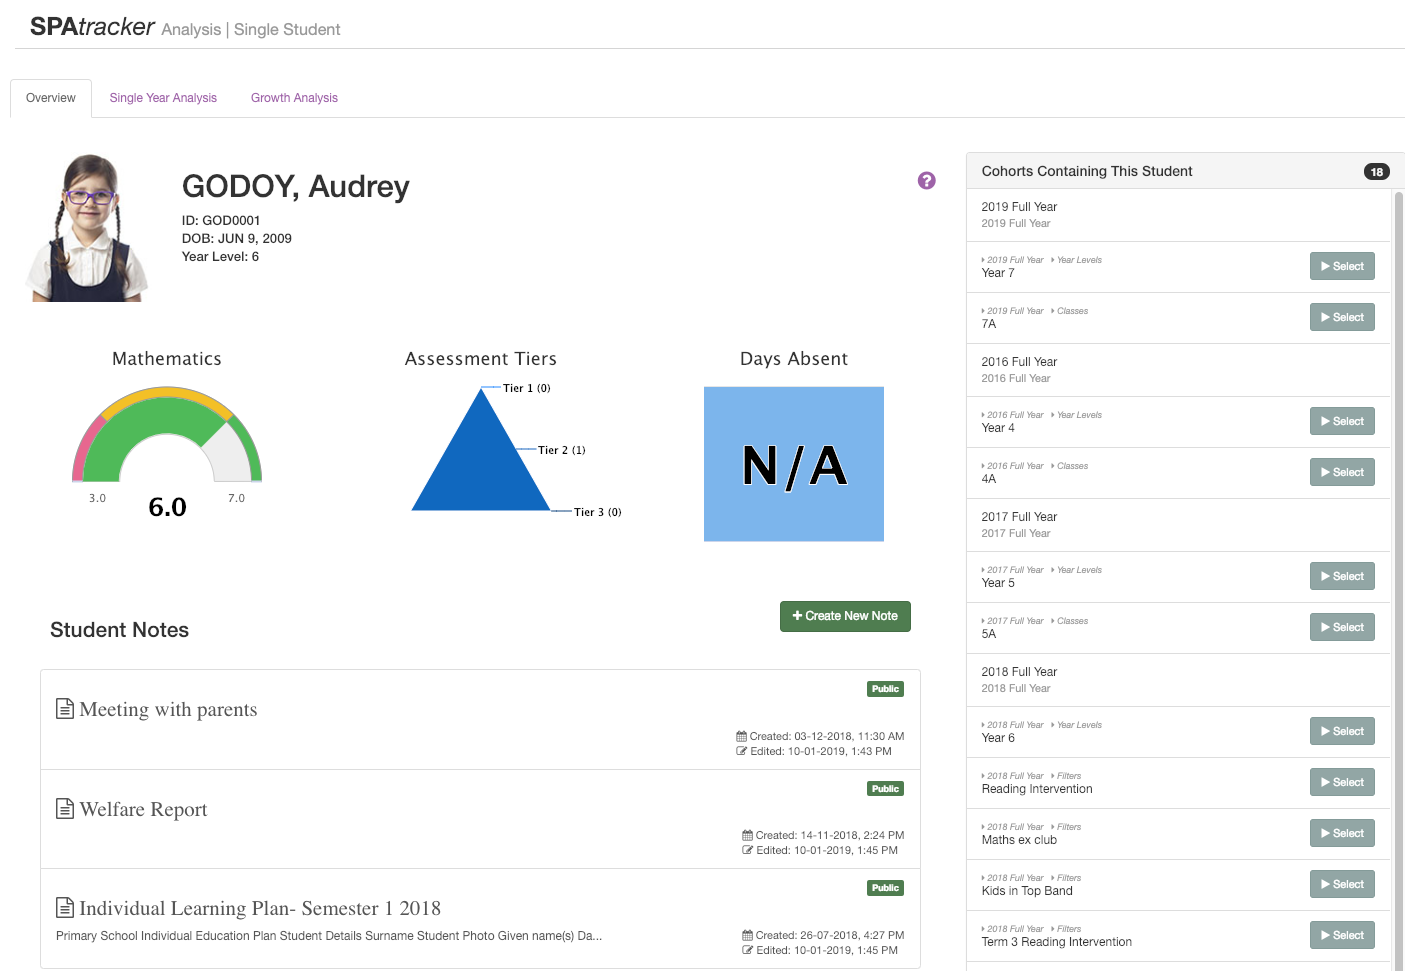 SPAtracker Analysis | Single Student
Overview
Single Year Analysis
Growth Analysis
GODOY, Audrey
ID: GOD0001
DOB: JUN 9, 2009
Year Level: 6
?
Mathematics
3.0
6.0
7.0
Assessment Tiers
Tier 1 (0)
Tier 2 (1)
Tier 3 (0)
Days Absent
N/A
Student Notes
Create New Note
Public
Meeting with parents
Created: 03-12-2018, 11:30 AM
Edited: 10-01-2019, 1:43 PM
Public
Welfare Report
Created: 14-11-2018, 2:24 PM
Edited: 10-01-2019, 1:45 PM
Public
Individual Learning Plan- Semester 1 2018
Primary School Individual Education Plan Student Details Surname Student Photo Given name(s) Da...
Created: 26-07-2018, 4:27 PM
Edited: 10-01-2019, 1:45 PM
Cohorts Containing This Student 18
2019 Full Year
2019 Full Year
2019 Full Year Year Levels
Year 7
Select
2019 Full Year Classes
7A
Select
2016 Full Year
2016 Full Year
2016 Full Year Year Levels
Year 4
Select
2016 Full Year Classes
4A
Select
2017 Full Year
2017 Full Year
2017 Full Year Year Levels
Year 5
Select
2017 Full Year Classes
5A
Select
2018 Full Year
2018 Full Year
2018 Full Year Year Levels
Year 6
Select
2018 Full Year Filters
Reading Intervention
Select
2018 Full Year Filters
Maths ex club
Select
2018 Full Year Filters
Kids in Top Band
Select
2018 Full Year Filters
Term 3 Reading Intervention
Select